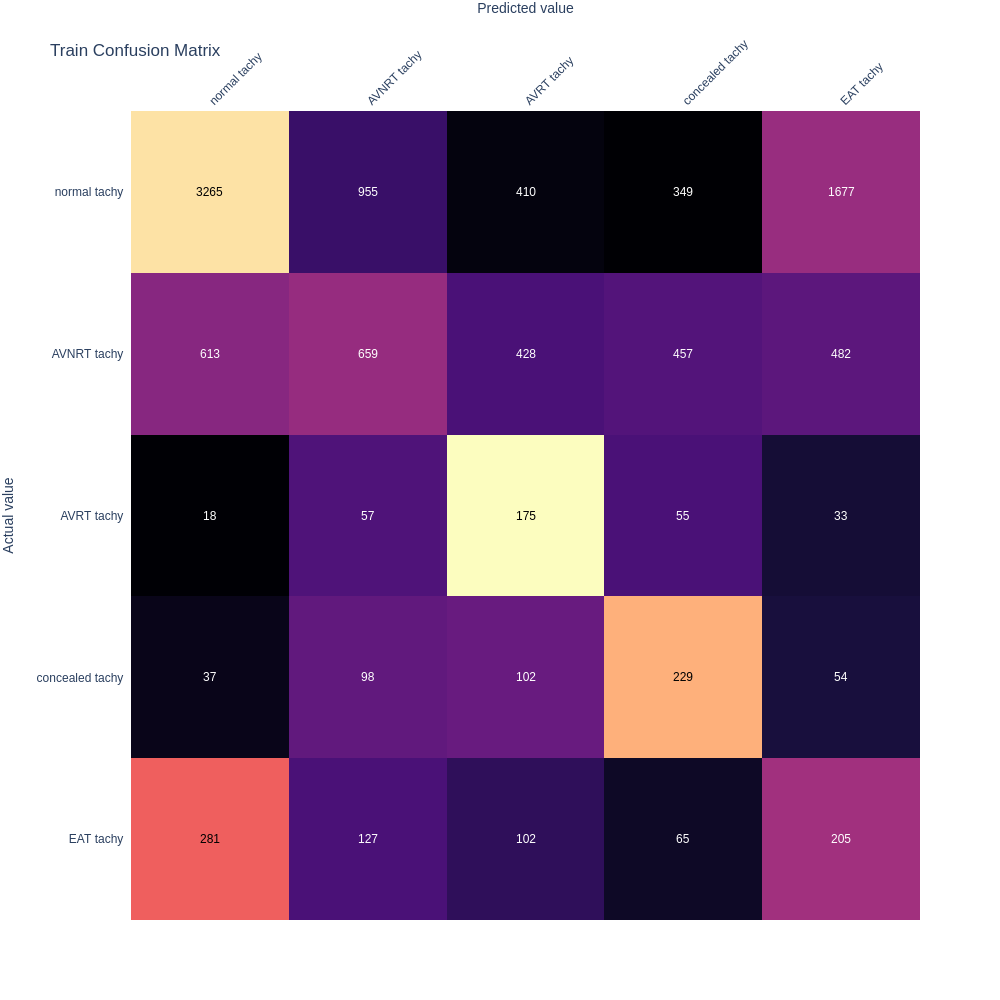 Predicted value
Train Confusion Matrix
normal tachy
AVNRT tachy
AVRT tachy
concealed tachy
EAT tachy
normal tachy 3265 955 410 349 1677
AVNRT tachy 613 659 428 457 482
Actual value
AVRT tachy 18 57 175 55 33
concealed tachy 37 98 102 229 54
EAT tachy 281 127 102 65 205